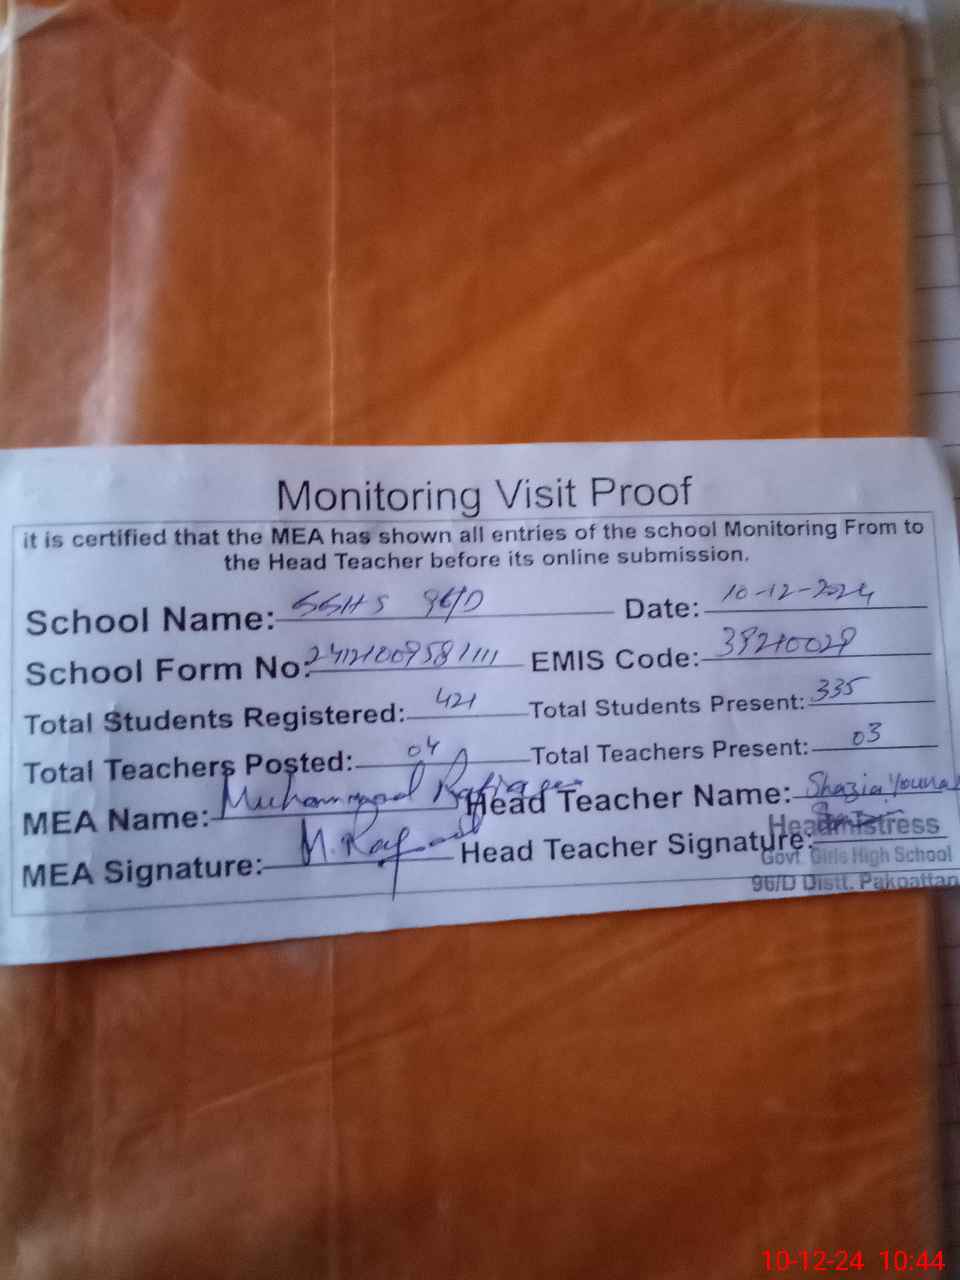 Monitoring Visit Proof
it is certified that the MEA has shown all entries of the school Monitoring From to
the Head Teacher before its online submission.
School Name: GGHS 96/D Date: 10-12-2024
School Form No: EMIS Code: 39210029
Total Students Registered: 421 Total Students Present: 335
Total Teachers Posted: 04 Total Teachers Present: 03
MEA Name: Muhammad Head Teacher Name: Shazia
MEA Signature: Head Teacher Signature:
Headmistress
Govt. Girls High School
96/D Distt. Pakpattan
10-12-24 10:44